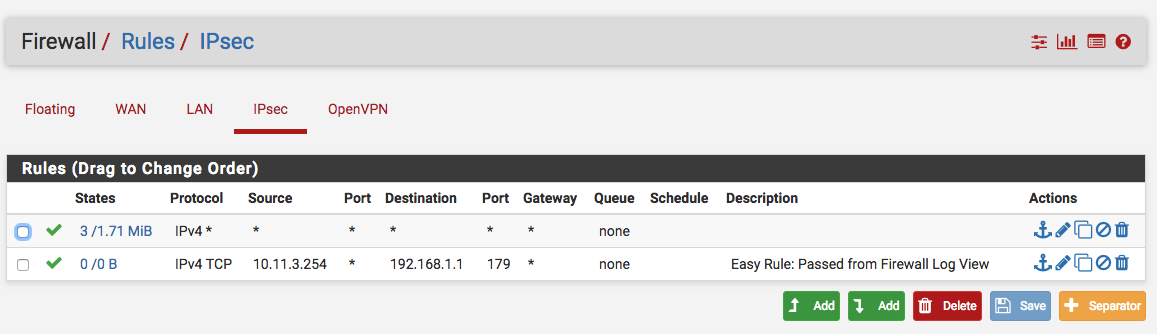 Firewall / Rules / IPsec
Floating WAN LAN IPsec OpenVPN
Rules (Drag to Change Order)
States Protocol Source Port Destination Port Gateway Queue Schedule Description Actions
3 /1.71 MiB IPv4 * * * * * * none
0 /0 B IPv4 TCP 10.11.3.254 * 192.168.1.1 179 * none Easy Rule: Passed from Firewall Log View
Add Add Delete Save Separator